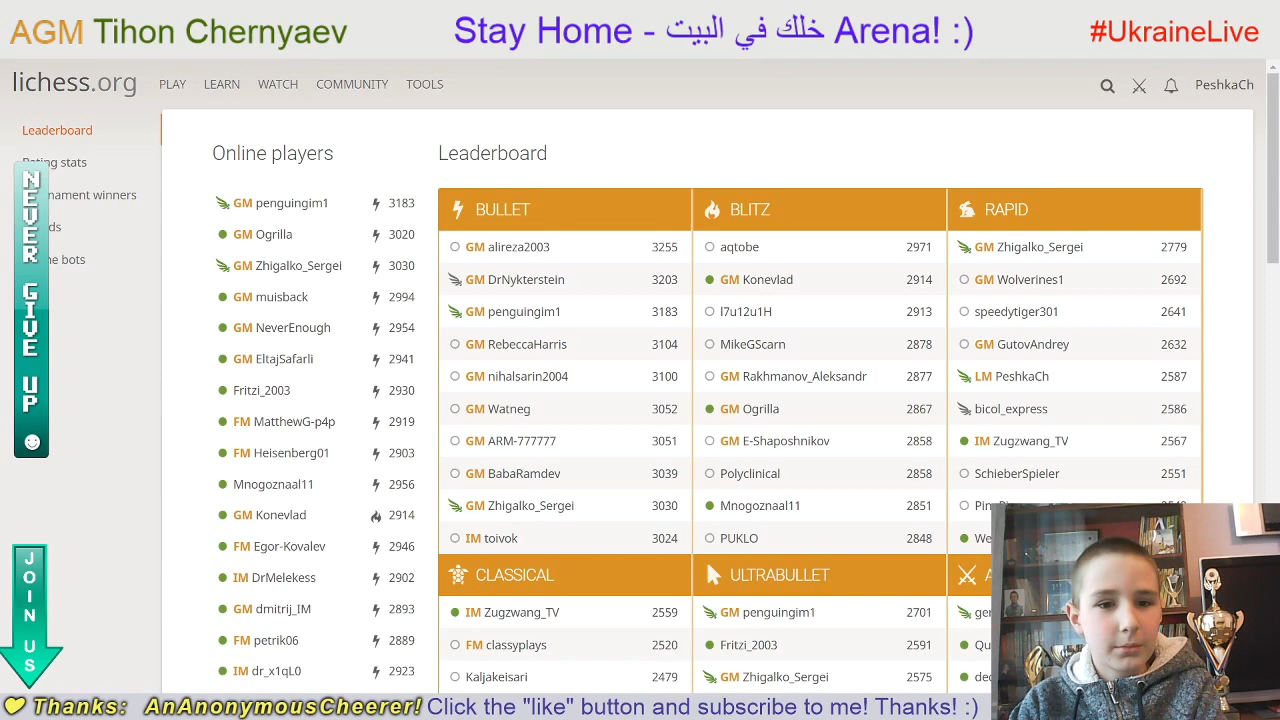 AGM Tihon Chernyaev
Stay Home - خلك في البيت Arena! :)
#UkraineLive
lichess.org PLAY LEARN WATCH COMMUNITY TOOLS PeshkaCh
Leaderboard
stats
winners
bots
NEVER GIVE UP
JOIN US
Online players
GM penguingim1 3183
GM Ogrilla 3020
GM Zhigalko_Sergei 3030
GM muisback 2994
GM NeverEnough 2954
GM EltajSafarli 2941
Fritzi_2003 2930
FM MatthewG-p4p 2919
FM Heisenberg01 2903
Mnogoznaal11 2956
GM Konevlad 2914
FM Egor-Kovalev 2946
IM DrMelekess 2902
GM dmitrij_IM 2893
FM petrik06 2889
IM dr_x1qL0 2923
Leaderboard
BULLET
GM alireza2003 3255
GM DrNykterstein 3203
GM penguingim1 3183
GM RebeccaHarris 3104
GM nihalsarin2004 3100
GM Watneg 3052
GM ARM-777777 3051
GM BabaRamdev 3039
GM Zhigalko_Sergei 3030
IM toivok 3024
BLITZ
aqtobe 2971
GM Konevlad 2914
l7u12u1H 2913
MikeGScarn 2878
GM Rakhmanov_Aleksandr 2877
GM Ogrilla 2867
GM E-Shaposhnikov 2858
Polyclinical 2858
Mnogoznaal11 2851
PUKLO 2848
RAPID
GM Zhigalko_Sergei 2779
GM Wolverines1 2692
speedytiger301 2641
GM GutovAndrey 2632
LM PeshkaCh 2587
bicol_express 2586
IM Zugzwang_TV 2567
SchieberSpieler 2551
CLASSICAL
IM Zugzwang_TV 2559
FM classyplays 2520
Kaljakeisari 2479
ULTRABULLET
GM penguingim1 2701
Fritzi_2003 2591
GM Zhigalko_Sergei 2575
Thanks: AnAnonymousCheerer! Click the "like" button and subscribe to me! Thanks! :)